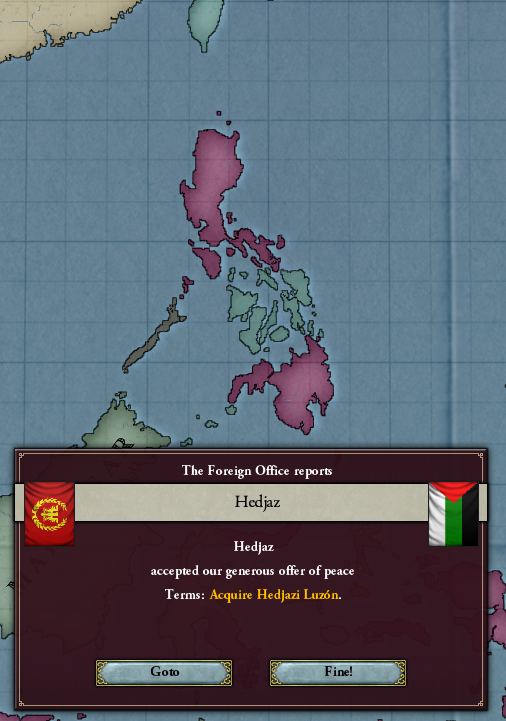 The Foreign Office reports
Hedjaz
Hedjaz
accepted our generous offer of peace
Terms: Acquire Hedjazi Luzón.
Goto
Fine!